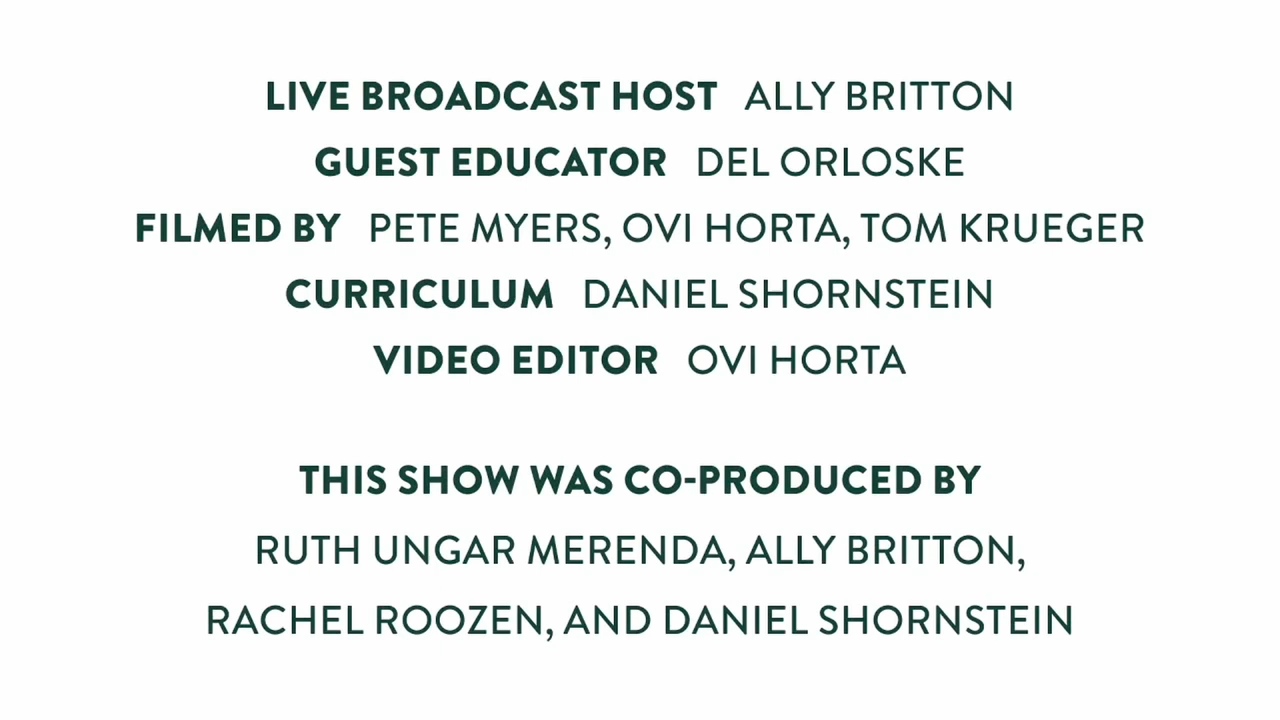 LIVE BROADCAST HOST ALLY BRITTON
GUEST EDUCATOR DEL ORLOSKE
FILMED BY PETE MYERS, OVI HORTA, TOM KRUEGER
CURRICULUM DANIEL SHORNSTEIN
VIDEO EDITOR OVI HORTA
THIS SHOW WAS CO-PRODUCED BY
RUTH UNGAR MERENDA, ALLY BRITTON,
RACHEL ROOZEN, AND DANIEL SHORNSTEIN